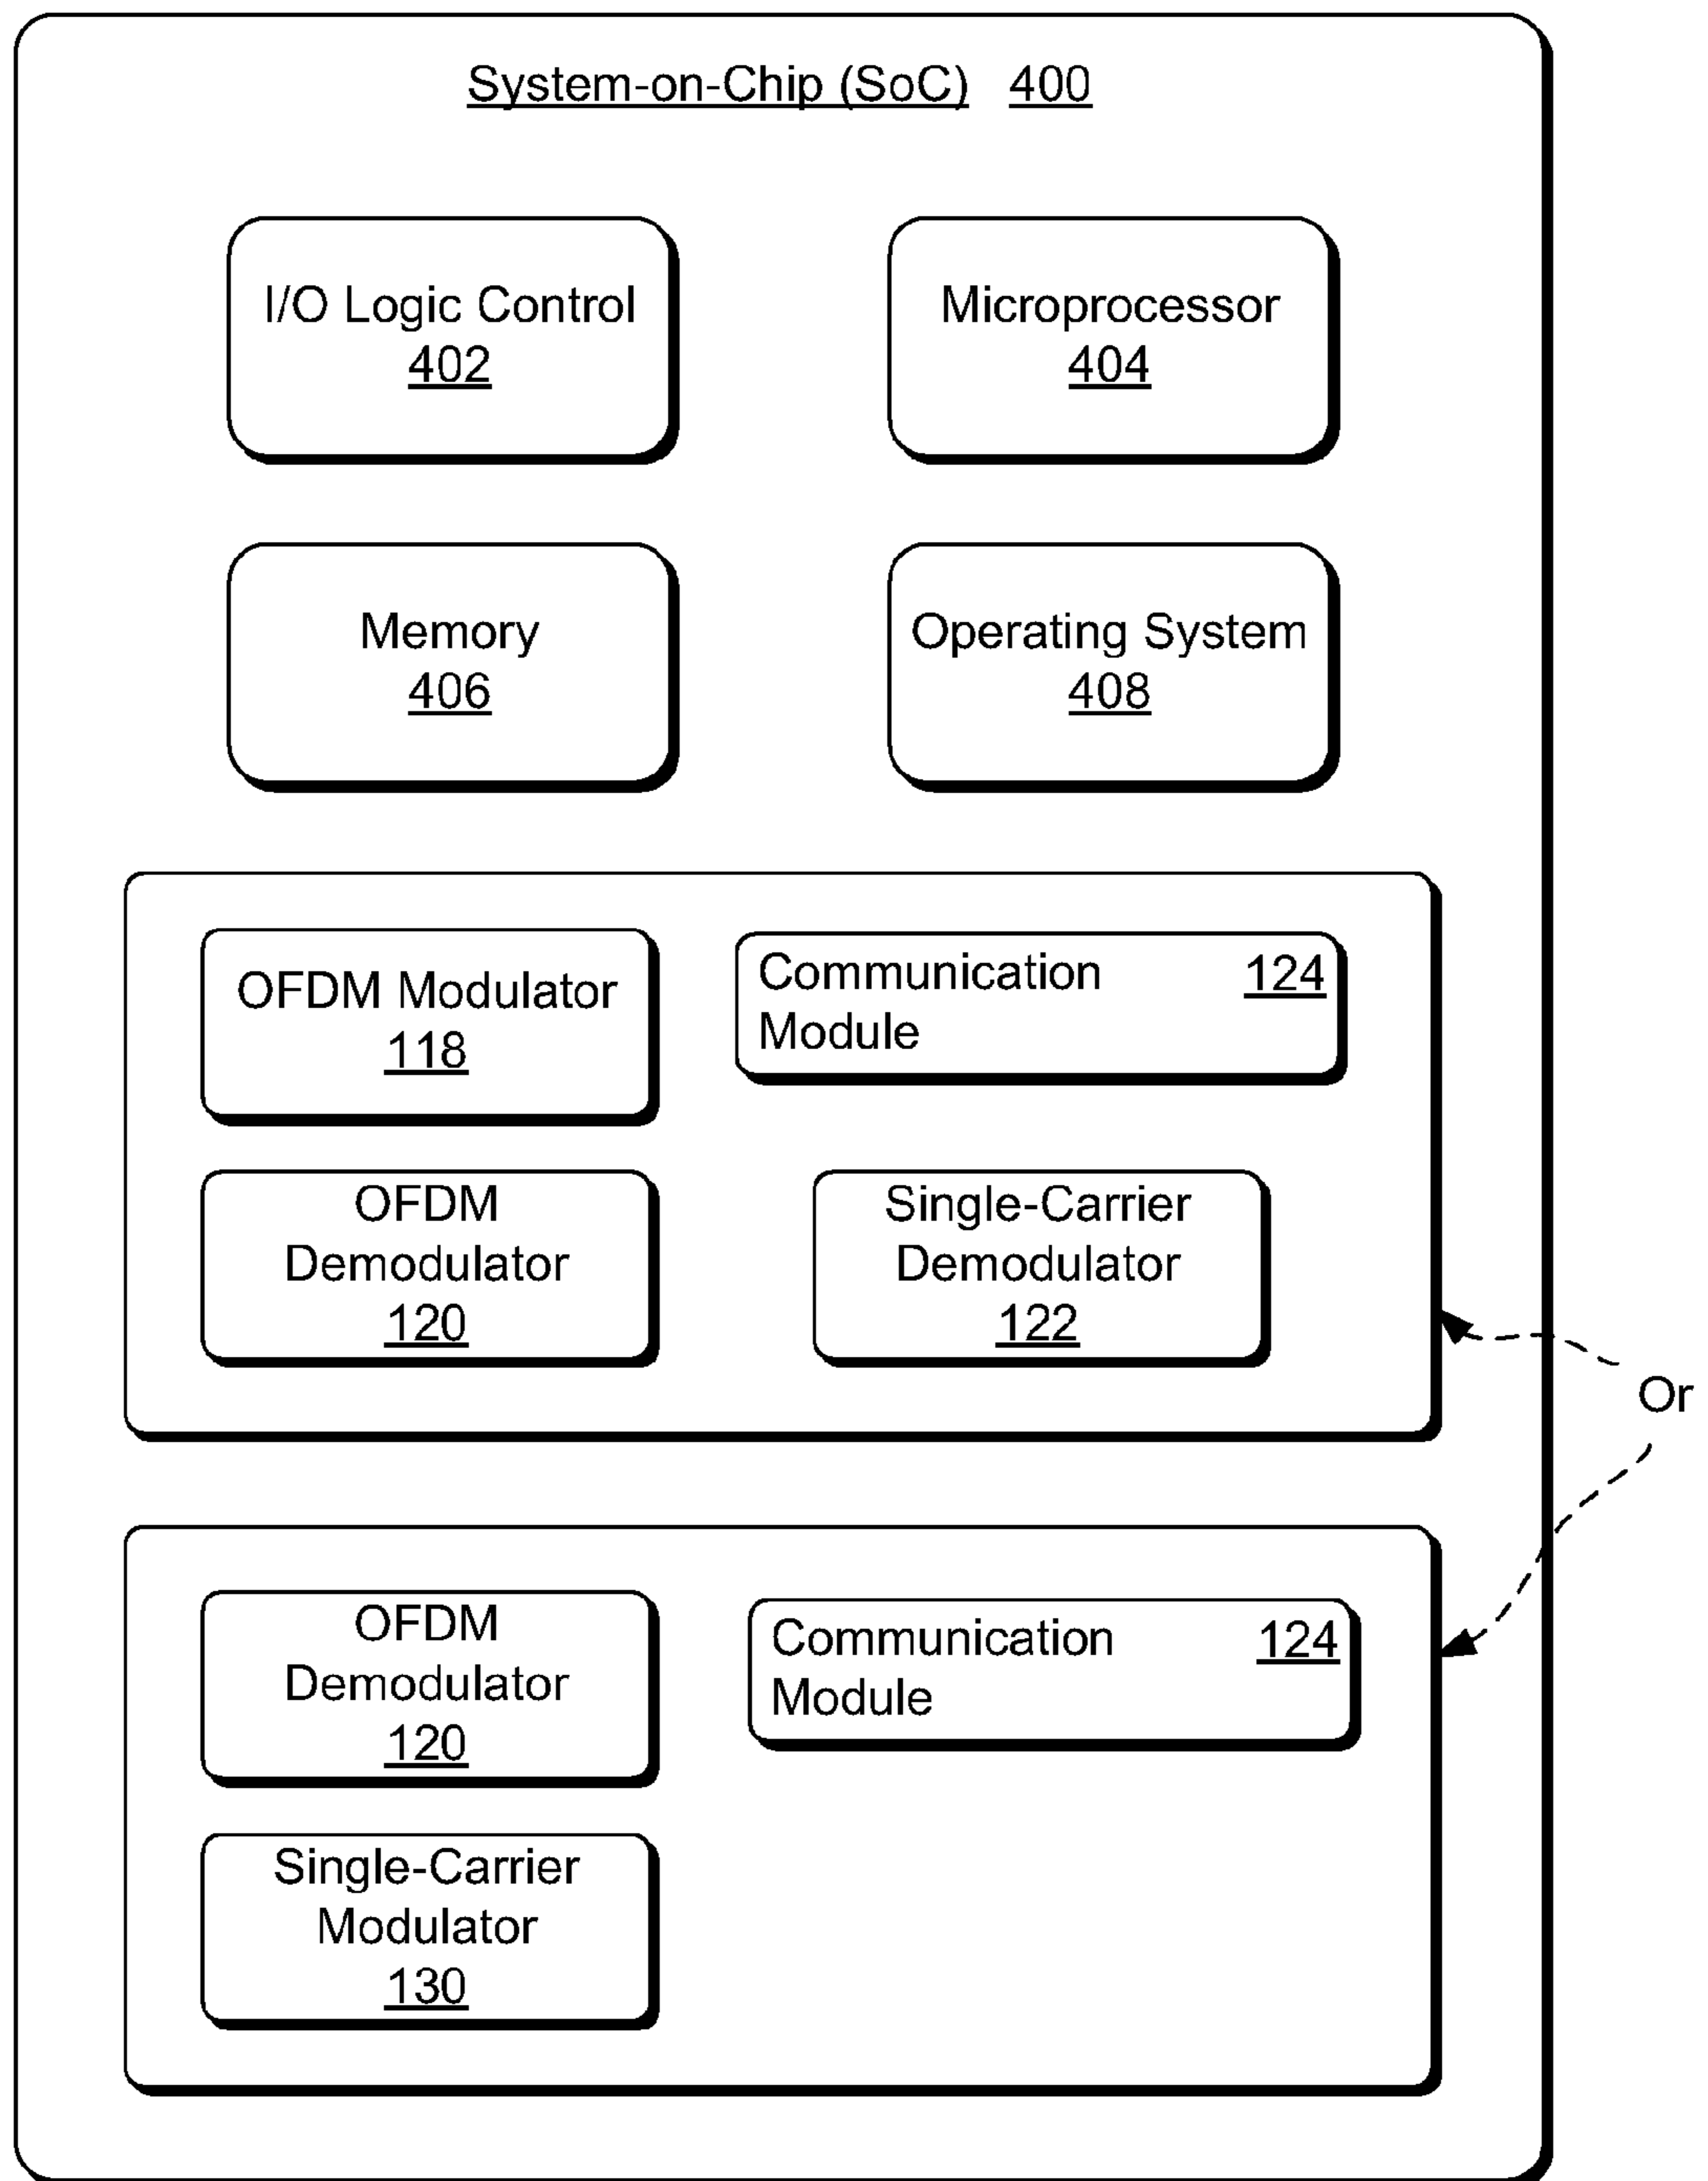 System-on-Chip (SoC) 400
I/O Logic Control
402
Microprocessor
404
Memory
406
Operating System
408
OFDM Modulator
118
Communication 124
Module
OFDM
Demodulator
120
Single-Carrier
Demodulator
122
Or
OFDM
Demodulator
120
Communication 124
Module
Single-Carrier
Modulator
130